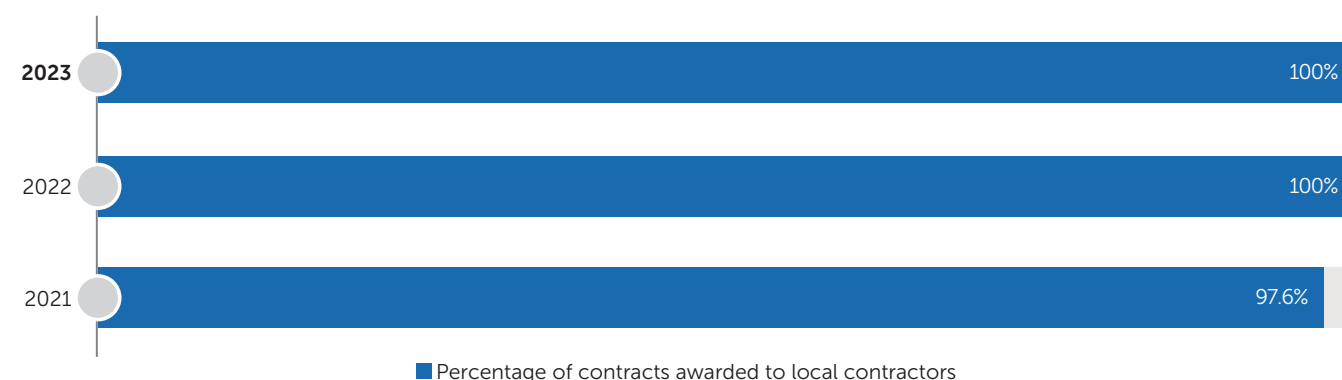 2023 100%
2022 100%
2021 97.6%
Percentage of contracts awarded to local contractors